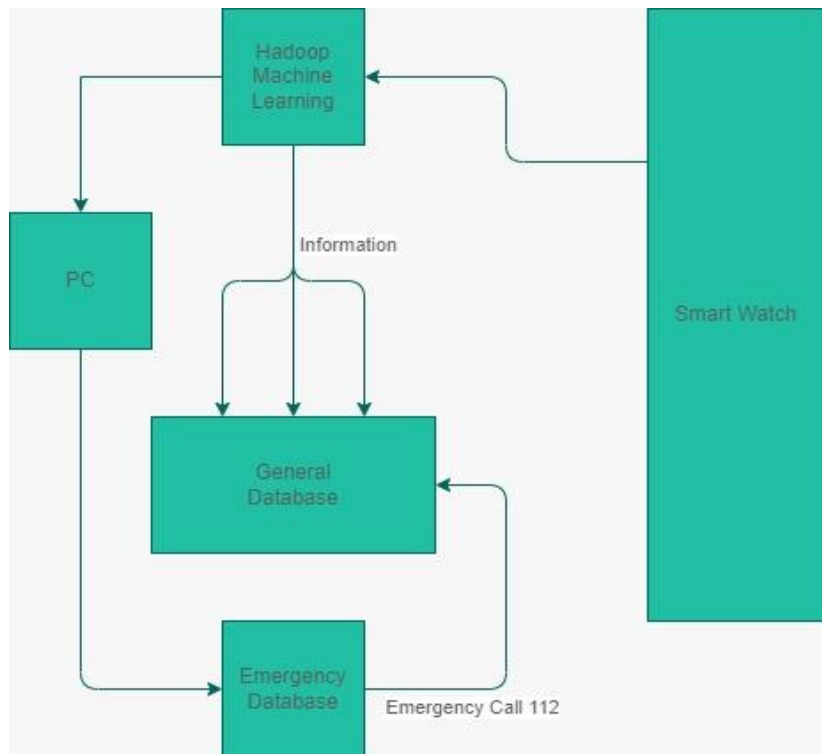 Hadoop
Machine
Learning
Information
PC
Smart Watch
General
Database
Emergency
Database
Emergency Call 112